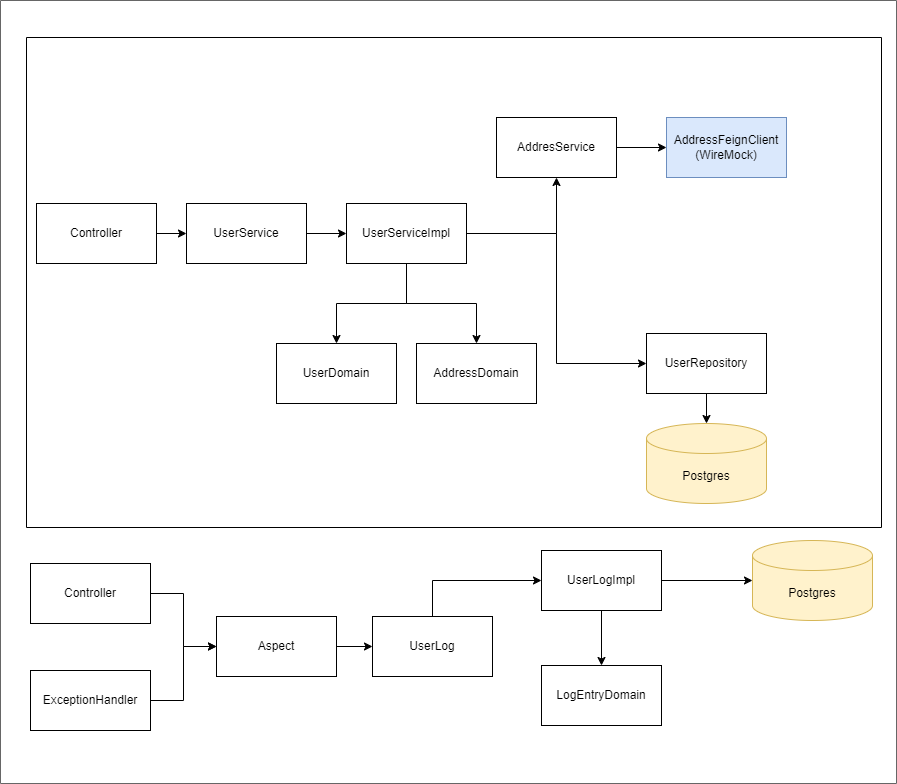 AddresService
AddressFeignClient
(WireMock)
Controller
UserService
UserServiceImpl
UserDomain
AddressDomain
UserRepository
Postgres
Controller
UserLogImpl
Postgres
Aspect
UserLog
ExceptionHandler
LogEntryDomain